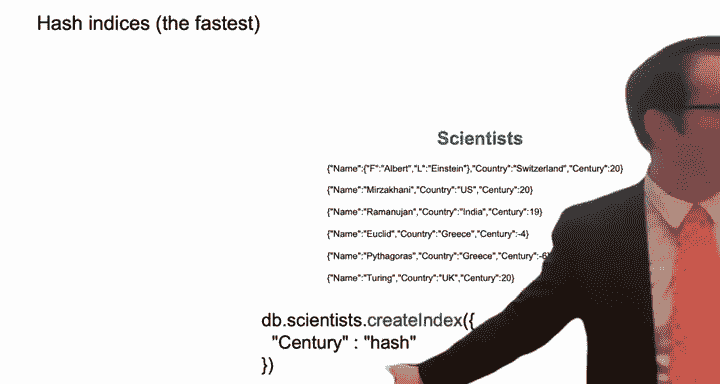 Hash indices (the fastest)
Scientists
{"Name":{"F":"Albert","L":"Einstein"},"Country":"Switzerland","Century":20}
{"Name":"Mirzakhani","Country":"US","Century":20}
{"Name":"Ramanujan","Country":"India","Century":19}
{"Name":"Euclid","Country":"Greece","Century":-4}
{"Name":"Pythagoras","Country":"Greece","Century":-6}
{"Name":"Turing","Country":"UK","Century":20}
db.scientists.createIndex({
"Century" : "hash"
})